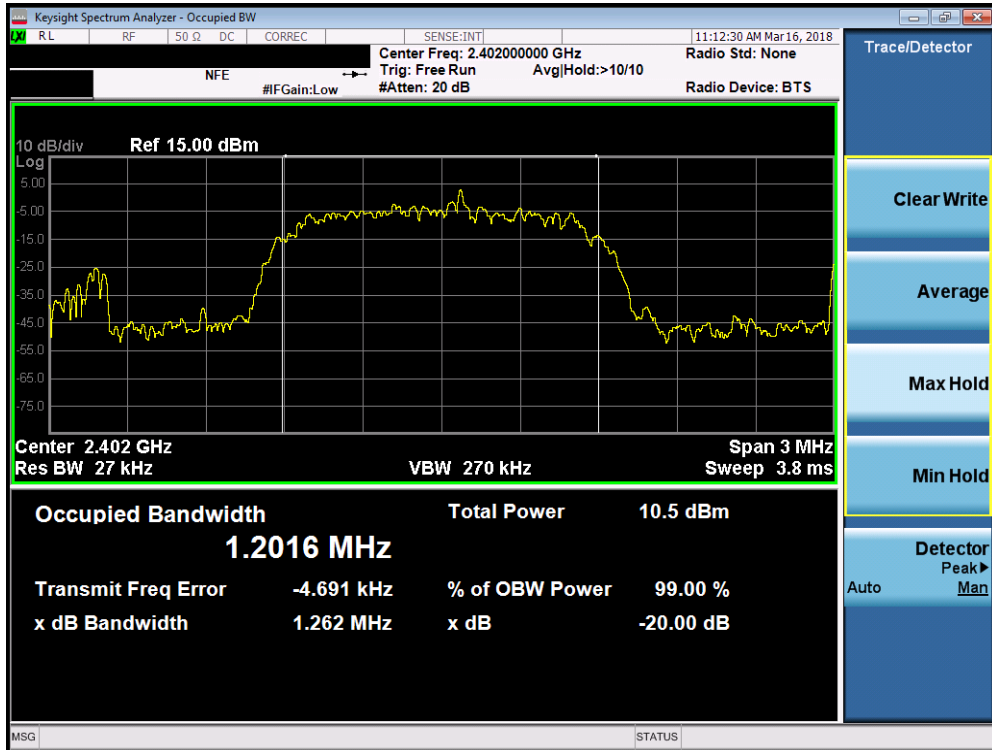 Keysight Spectrum Analyzer - Occupied BW
LXI RL RF 50 Ω DC CORREC SENSE:INT 11:12:30 AM Mar 16, 2018
Center Freq: 2.402000000 GHz Radio Std: None
NFE Trig: Free Run Avg|Hold:>10/10
#IFGain:Low #Atten: 20 dB Radio Device: BTS
10 dB/div Ref 15.00 dBm
Log
5.00
-5.00
-15.0
-25.0
-35.0
-45.0
-55.0
-65.0
-75.0
Center 2.402 GHz Span 3 MHz
Res BW 27 kHz VBW 270 kHz Sweep 3.8 ms
Occupied Bandwidth Total Power 10.5 dBm
1.2016 MHz
Transmit Freq Error -4.691 kHz % of OBW Power 99.00 %
x dB Bandwidth 1.262 MHz x dB -20.00 dB
Trace/Detector
Clear Write
Average
Max Hold
Min Hold
Detector
Peak▶
Auto Man
MSG STATUS